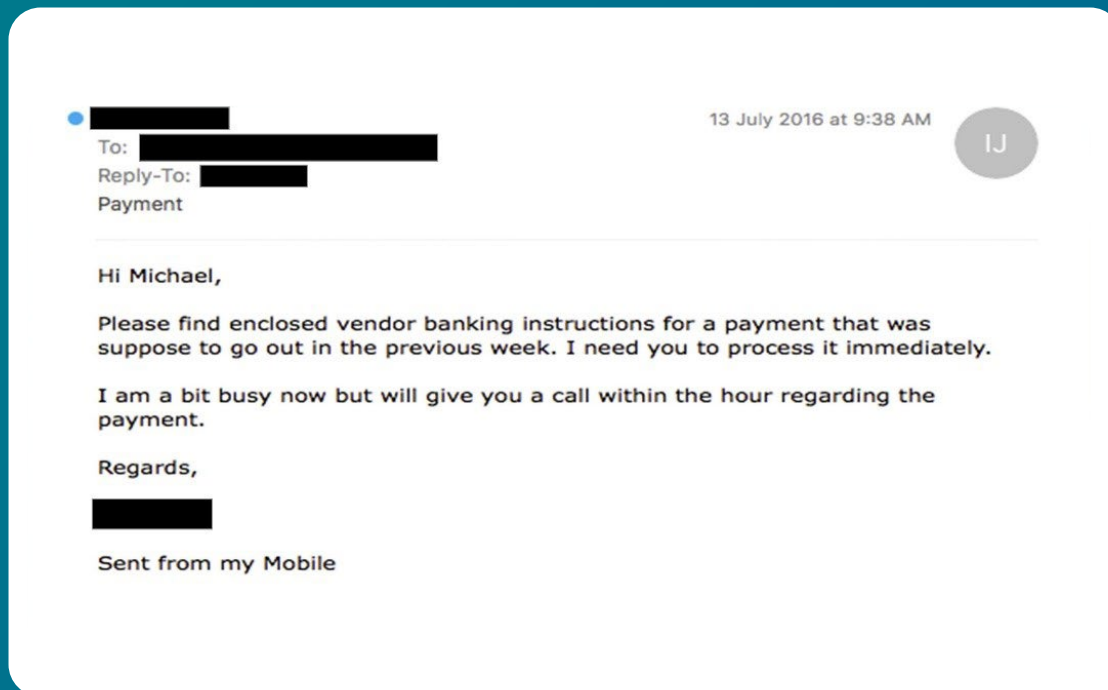 13 July 2016 at 9:38 AM
IJ
To:
Reply-To:
Payment
Hi Michael,
Please find enclosed vendor banking instructions for a payment that was
suppose to go out in the previous week. I need you to process it immediately.
I am a bit busy now but will give you a call within the hour regarding the
payment.
Regards,
Sent from my Mobile